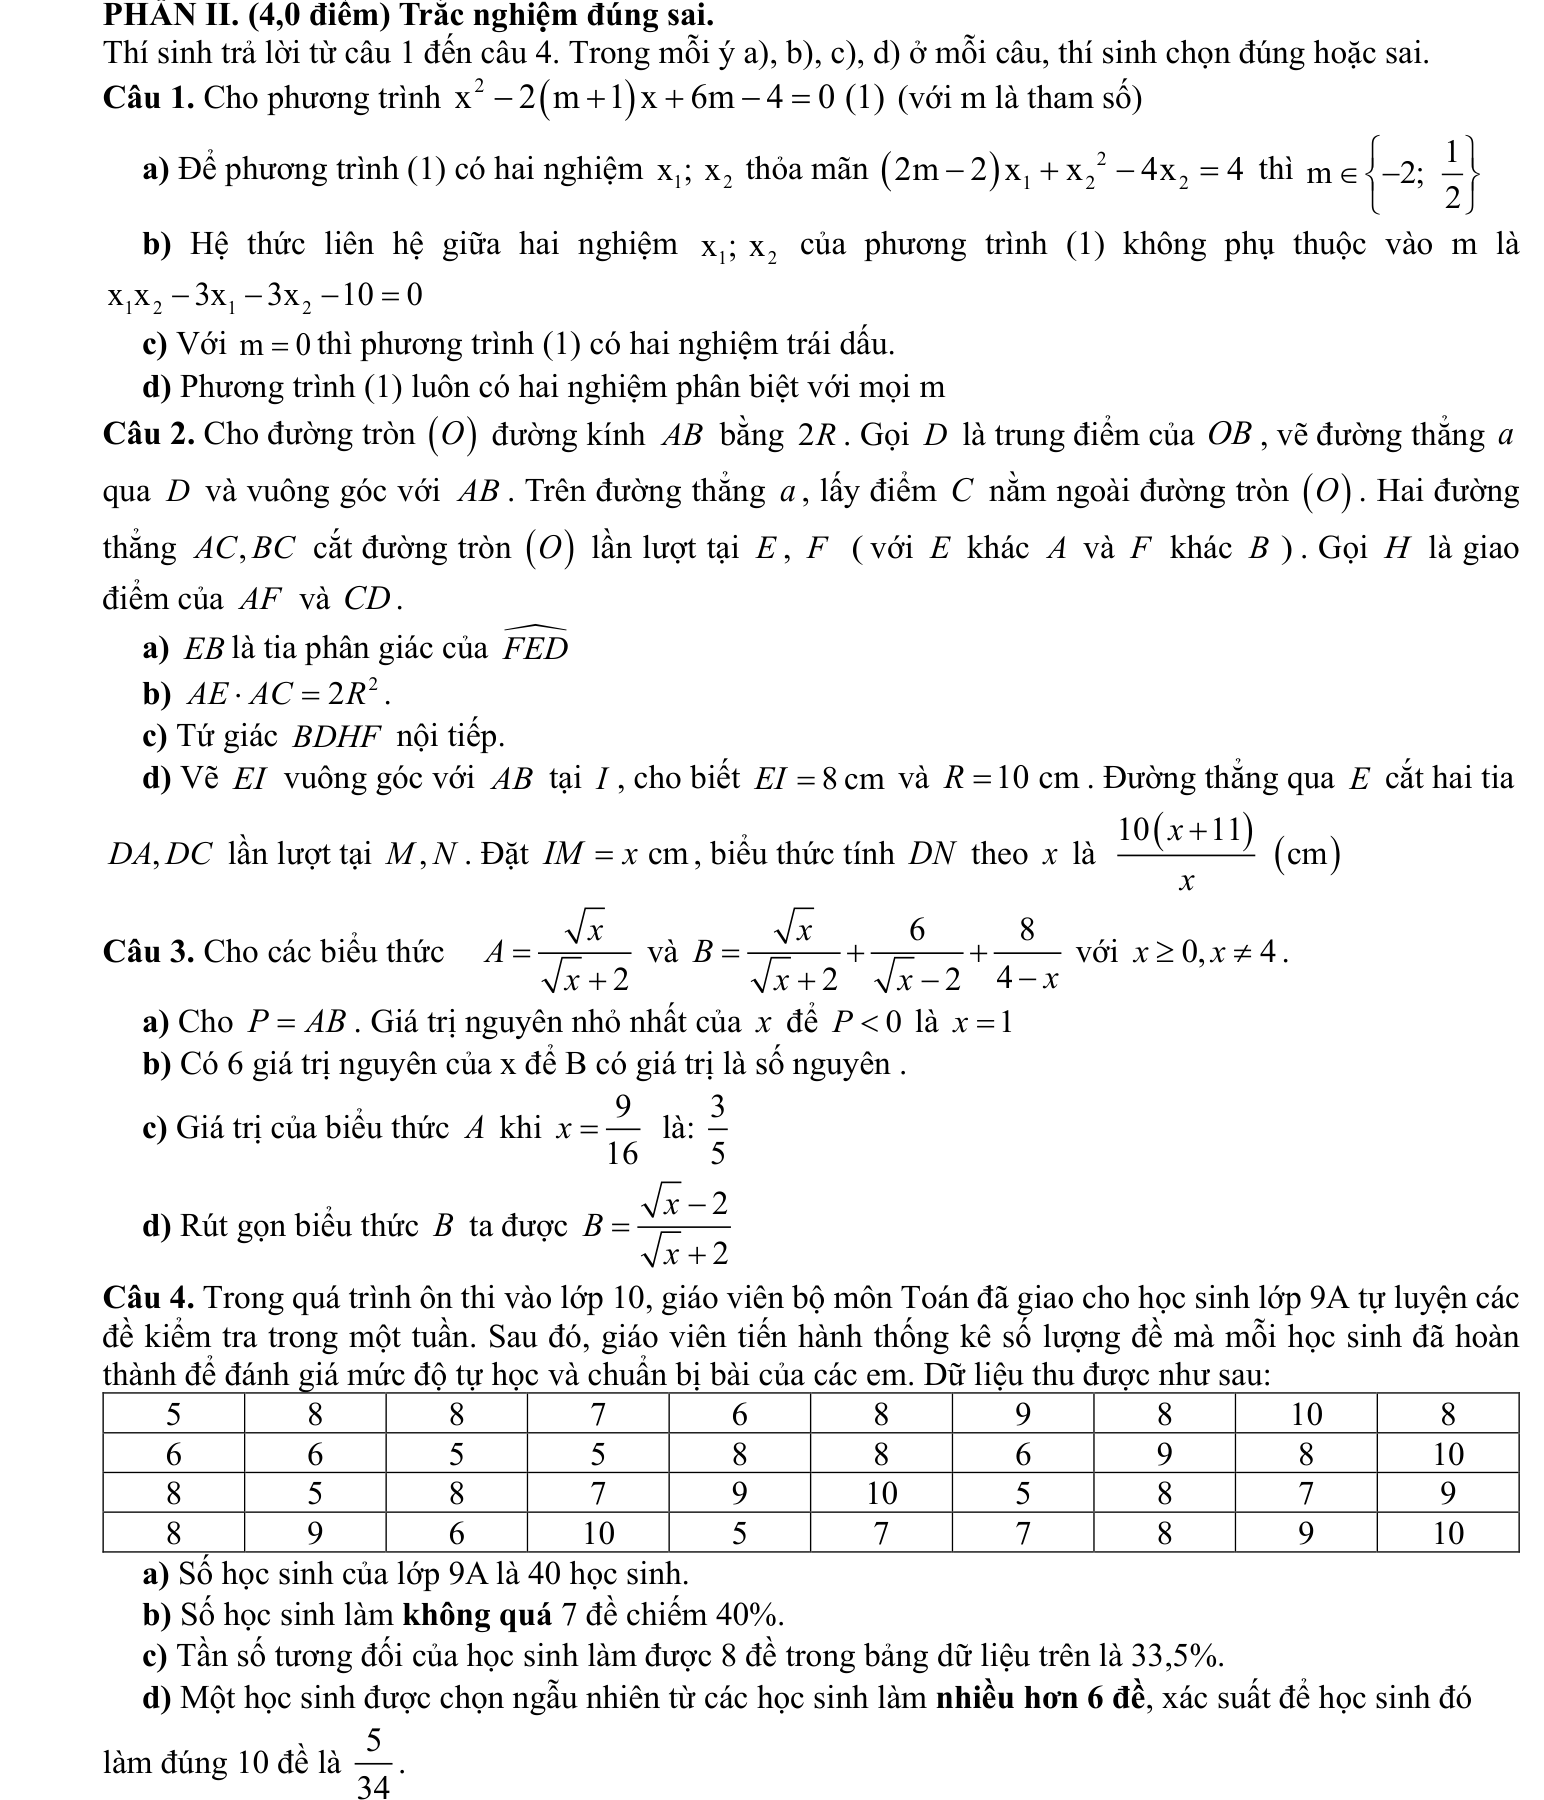 PHẦN II. (4,0 điểm) Trắc nghiệm đúng sai.
Thí sinh trả lời từ câu 1 đến câu 4. Trong mỗi ý a), b), c), d) ở mỗi câu, thí sinh chọn đúng hoặc sai.
Câu 1. Cho phương trình x² − 2(m+1)x + 6m − 4 = 0 (1) (với m là tham số)
a) Để phương trình (1) có hai nghiệm x₁; x₂ thỏa mãn (2m − 2)x₁ + x₂² − 4x₂ = 4 thì m ∈ {−2; 1/2}
b) Hệ thức liên hệ giữa hai nghiệm x₁; x₂ của phương trình (1) không phụ thuộc vào m là
x₁x₂ − 3x₁ − 3x₂ − 10 = 0
c) Với m = 0 thì phương trình (1) có hai nghiệm trái dấu.
d) Phương trình (1) luôn có hai nghiệm phân biệt với mọi m
Câu 2. Cho đường tròn (O) đường kính AB bằng 2R. Gọi D là trung điểm của OB, vẽ đường thẳng a
qua D và vuông góc với AB. Trên đường thẳng a, lấy điểm C nằm ngoài đường tròn (O). Hai đường
thẳng AC,BC cắt đường tròn (O) lần lượt tại E, F (với E khác A và F khác B). Gọi H là giao
điểm của AF và CD.
a) EB là tia phân giác của \widehat{FED}
b) AE · AC = 2R².
c) Tứ giác BDHF nội tiếp.
d) Vẽ EI vuông góc với AB tại I, cho biết EI = 8 cm và R = 10 cm. Đường thẳng qua E cắt hai tia
DA, DC lần lượt tại M, N. Đặt IM = x cm, biểu thức tính DN theo x là 10(x+11)/x (cm)
Câu 3. Cho các biểu thức A = √x/(√x + 2) và B = √x/(√x + 2) + 6/(√x − 2) + 8/(4 − x) với x ≥ 0, x ≠ 4.
a) Cho P = AB. Giá trị nguyên nhỏ nhất của x để P < 0 là x = 1
b) Có 6 giá trị nguyên của x để B có giá trị là số nguyên .
c) Giá trị của biểu thức A khi x = 9/16 là: 3/5
d) Rút gọn biểu thức B ta được B = (√x − 2)/(√x + 2)
Câu 4. Trong quá trình ôn thi vào lớp 10, giáo viên bộ môn Toán đã giao cho học sinh lớp 9A tự luyện các
đề kiểm tra trong một tuần. Sau đó, giáo viên tiến hành thống kê số lượng đề mà mỗi học sinh đã hoàn
thành để đánh giá mức độ tự học và chuẩn bị bài của các em. Dữ liệu thu được như sau:
5 8 8 7 6 8 9 8 10 8
6 6 5 5 8 8 6 9 8 10
8 5 8 7 9 10 5 8 7 9
8 9 6 10 5 7 7 8 9 10
a) Số học sinh của lớp 9A là 40 học sinh.
b) Số học sinh làm không quá 7 đề chiếm 40%.
c) Tần số tương đối của học sinh làm được 8 đề trong bảng dữ liệu trên là 33,5%.
d) Một học sinh được chọn ngẫu nhiên từ các học sinh làm nhiều hơn 6 đề, xác suất để học sinh đó
làm đúng 10 đề là 5/34.